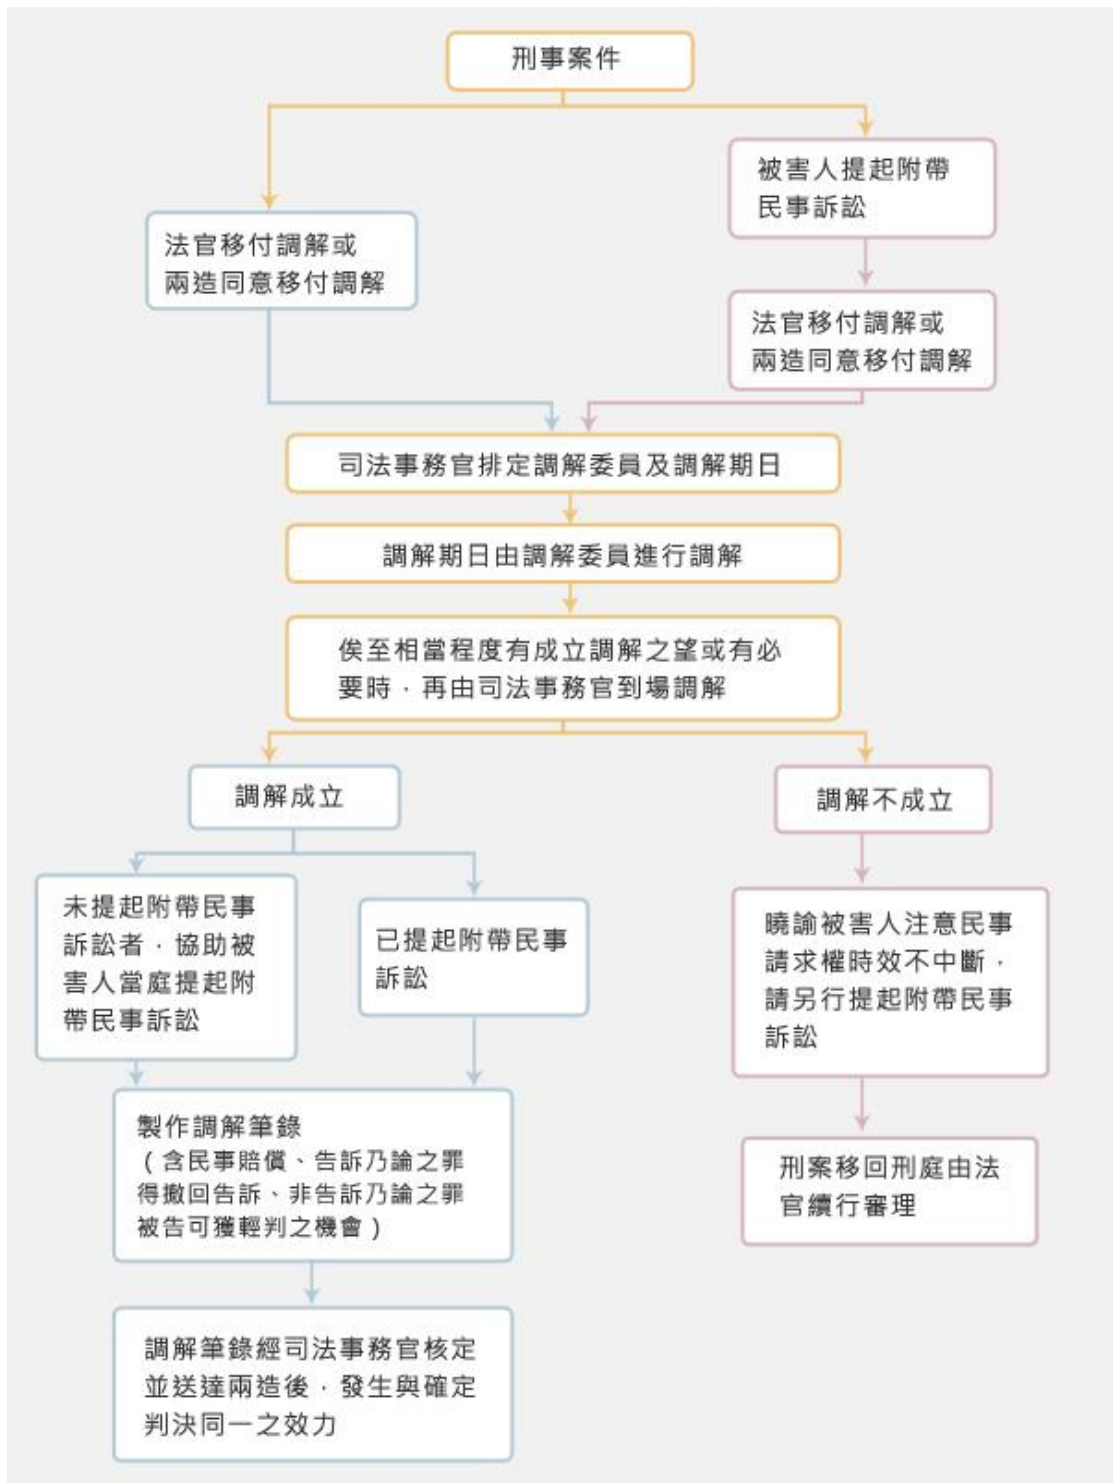 刑事案件
被害人提起附帶
民事訴訟
法官移付調解或
兩造同意移付調解
法官移付調解或
兩造同意移付調解
司法事務官排定調解委員及調解期日
調解期日由調解委員進行調解
俟至相當程度有成立調解之望或有必
要時，再由司法事務官到場調解
調解成立
調解不成立
未提起附帶民事
訴訟者，協助被
害人當庭提起附
帶民事訴訟
已提起附帶民事
訴訟
曉諭被害人注意民事
請求權時效不中斷，
請另行提起附帶民事
訴訟
製作調解筆錄
（含民事賠償、告訴乃論之罪
得撤回告訴、非告訴乃論之罪
被告可獲輕判之機會）
刑案移回刑庭由法
官續行審理
調解筆錄經司法事務官核定
並送達兩造後，發生與確定
判決同一之效力